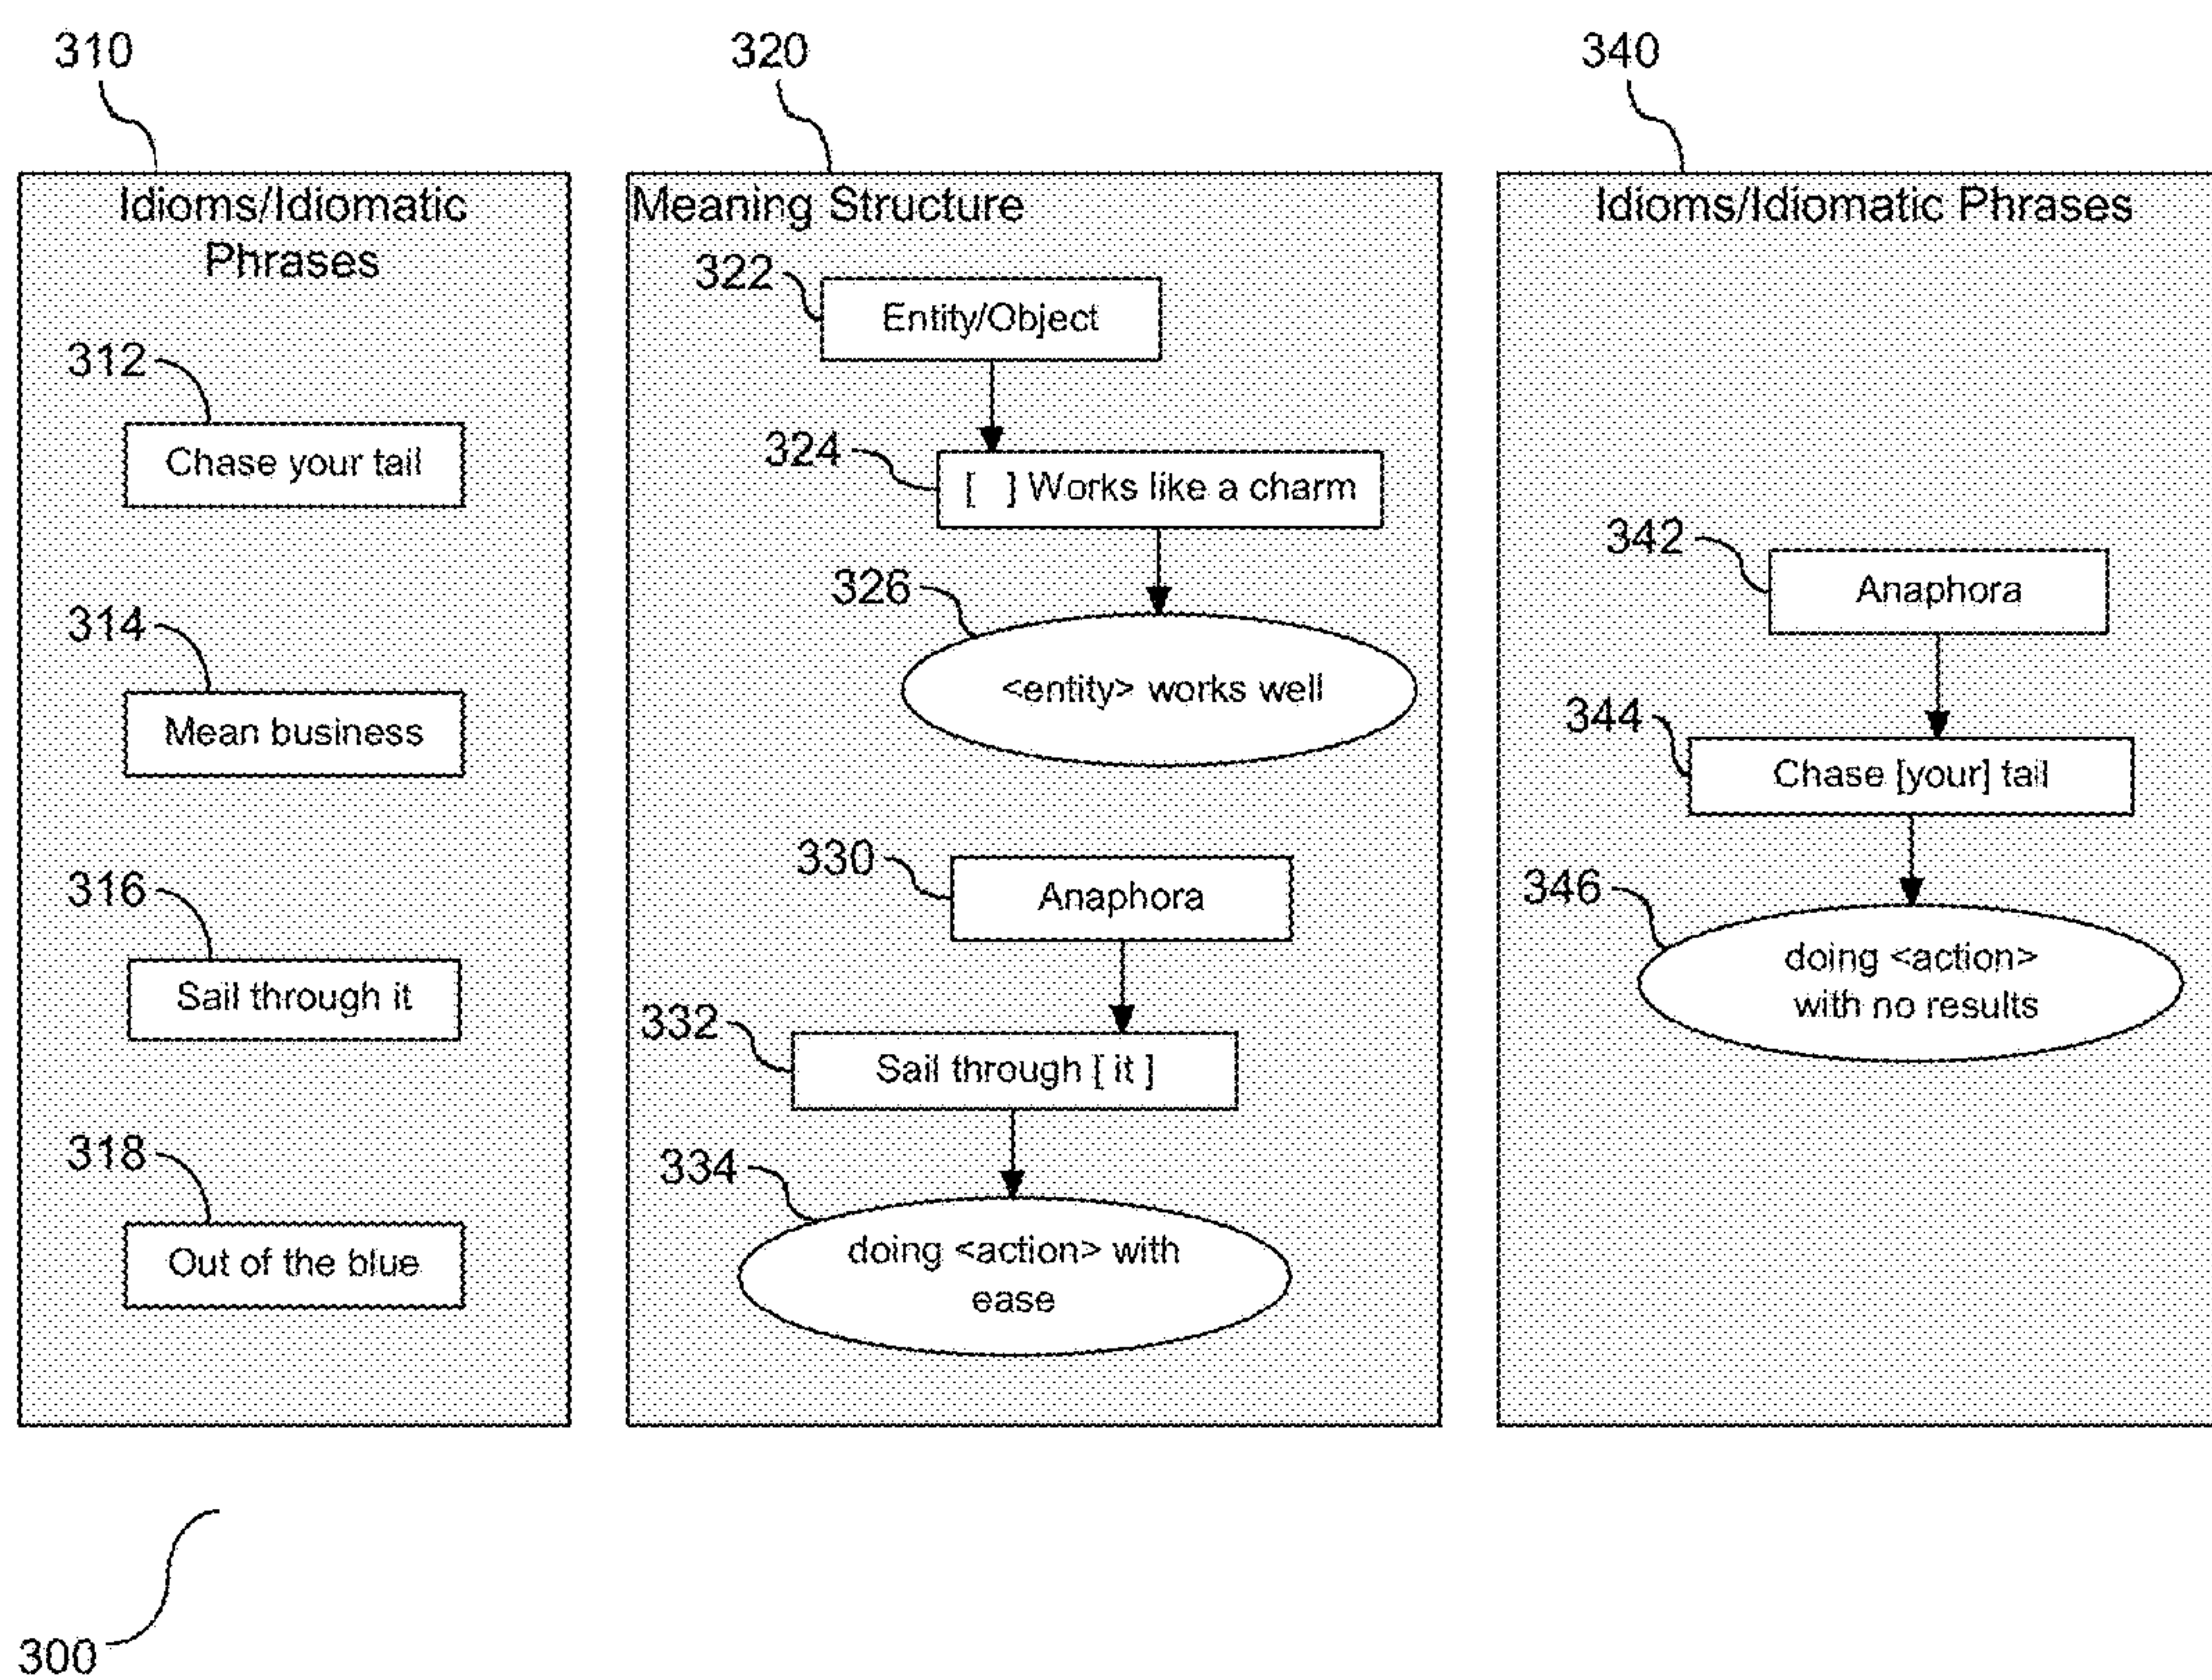 310
Idioms/Idiomatic
Phrases
312
Chase your tail
314
Mean business
316
Sail through it
318
Out of the blue
320
Meaning Structure
322
Entity/Object
324
[ ] Works like a charm
326
<entity> works well
330
Anaphora
332
Sail through [ it ]
334
doing <action> with
ease
340
Idioms/Idiomatic Phrases
342
Anaphora
344
Chase [your] tail
346
doing <action>
with no results
300